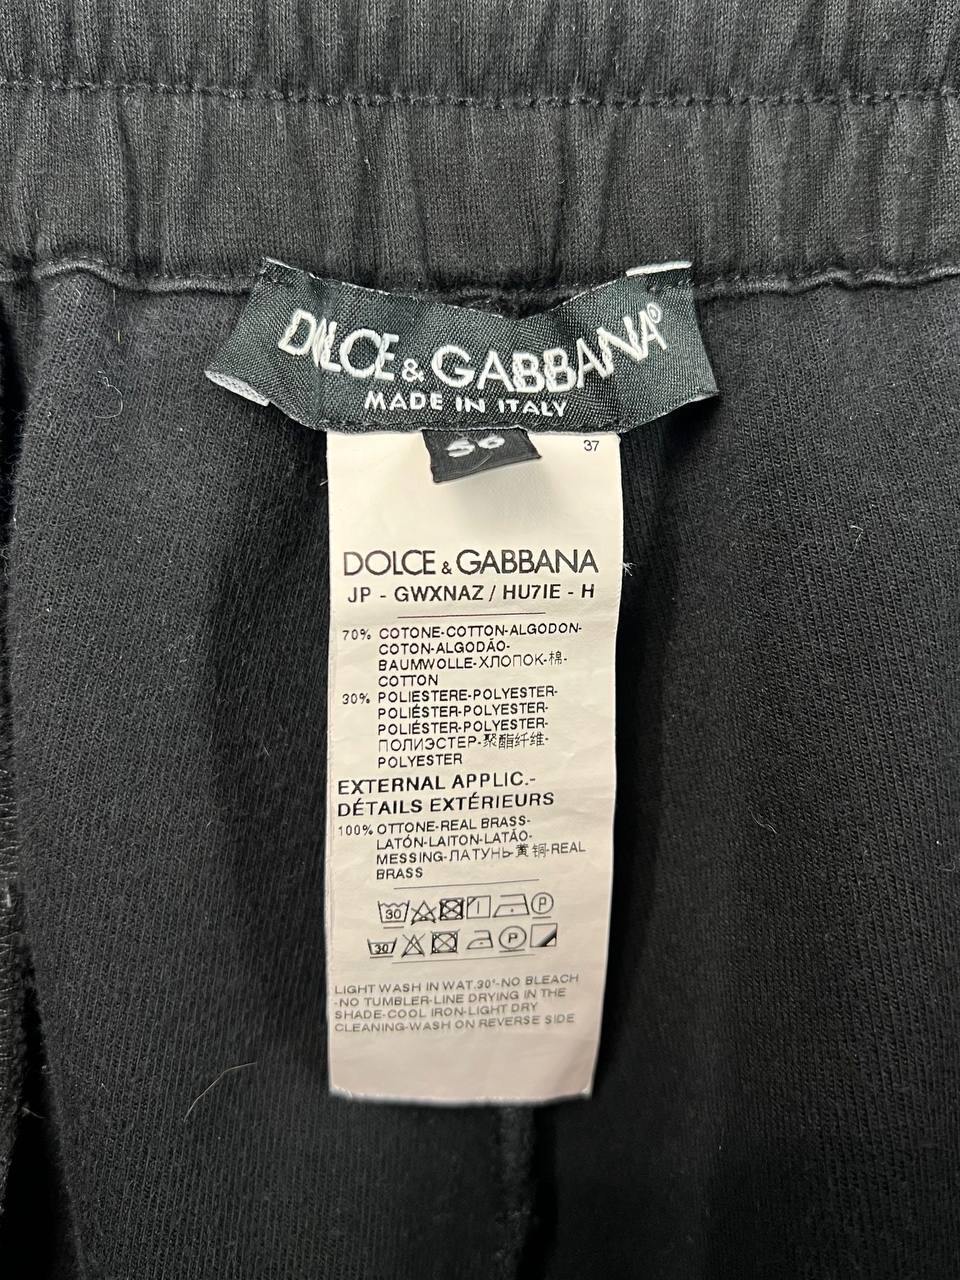 DOLCE & GABBANA®
MADE IN ITALY
37
DOLCE & GABBANA
JP - GWXNAZ / HU7IE - H
70% COTONE-COTTON-ALGODON-
COTON-ALGODÃO-
BAUMWOLLE-ХЛОПОК-棉-
COTTON
30% POLIESTERE-POLYESTER-
POLIÉSTER-POLYESTER-
POLIÉSTER-POLYESTER-
ПОЛИЭСТЕР-聚酯纤维-
POLYESTER
EXTERNAL APPLIC.-
DÉTAILS EXTÉRIEURS
100% OTTONE-REAL BRASS-
LATÓN-LAITON-LATÃO-
MESSING-ЛАТУНЬ-黄铜-REAL
BRASS
30 P
30 P
LIGHT WASH IN WAT.30°-NO BLEACH
-NO TUMBLER-LINE DRYING IN THE
SHADE-COOL IRON-LIGHT DRY
CLEANING-WASH ON REVERSE SIDE